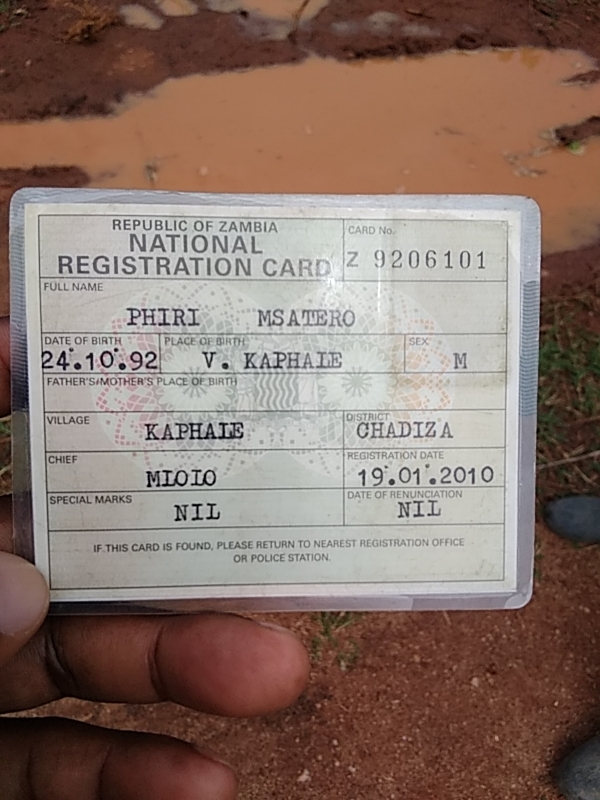 REPUBLIC OF ZAMBIA
NATIONAL
REGISTRATION CARD
CARD No.
Z 9206101
FULL NAME
PHIRI MSATERO
DATE OF BIRTH
24.10.92
PLACE OF BIRTH
V. KAPHALE
SEX
M
FATHER'S/MOTHER'S PLACE OF BIRTH
VILLAGE
KAPHALE
DISTRICT
CHADIZA
CHIEF
MLOLO
REGISTRATION DATE
19.01.2010
SPECIAL MARKS
NIL
DATE OF RENUNCIATION
NIL
IF THIS CARD IS FOUND, PLEASE RETURN TO NEAREST REGISTRATION OFFICE
OR POLICE STATION.